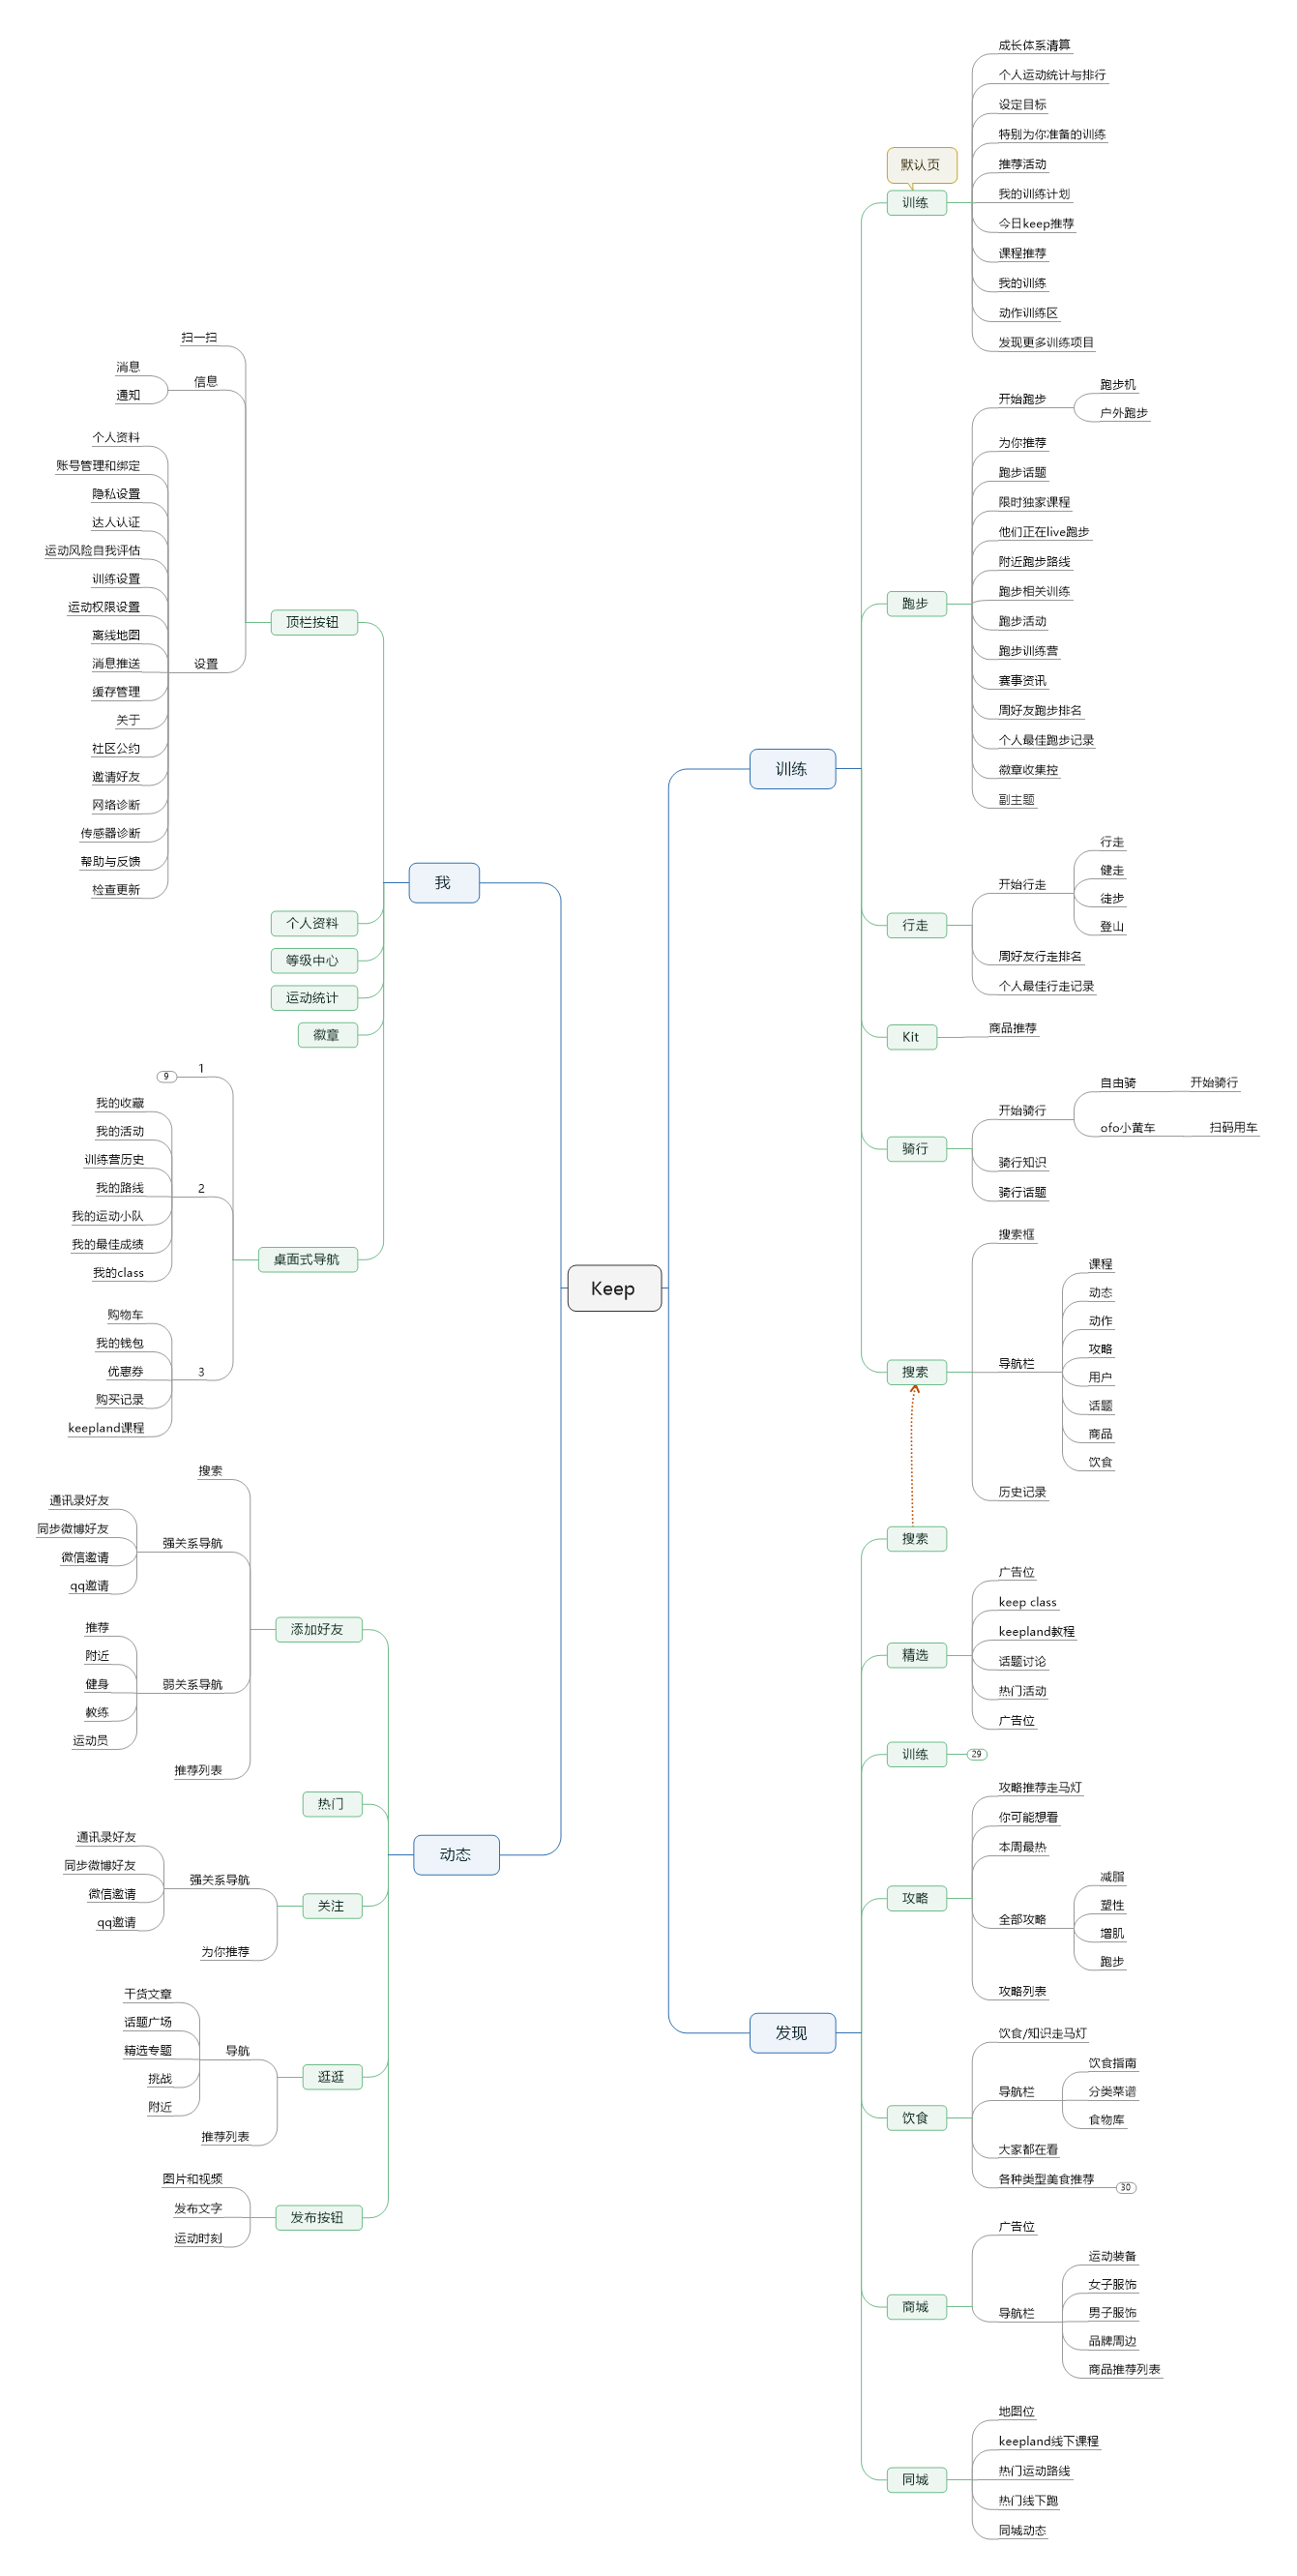 Keep
训练
默认页
训练
成长体系清算
个人运动统计与排行
设定目标
特别为你准备的训练
推荐活动
我的训练计划
今日keep推荐
课程推荐
我的训练
动作训练区
发现更多训练项目
跑步
开始跑步
跑步机
户外跑步
为你推荐
跑步话题
限时独家课程
他们正在live跑步
附近跑步路线
跑步相关训练
跑步活动
跑步训练营
赛事资讯
周好友跑步排名
个人最佳跑步记录
徽章收集控
副主题
行走
开始行走
行走
健走
徒步
登山
周好友行走排名
个人最佳行走记录
Kit
商品推荐
骑行
开始骑行
自由骑
开始骑行
ofo小黄车
扫码用车
骑行知识
骑行话题
搜索
搜索框
导航栏
课程
动态
动作
攻略
用户
话题
商品
饮食
历史记录
发现
搜索
精选
广告位
keep class
keepland教程
话题讨论
热门活动
广告位
训练
29
攻略
攻略推荐走马灯
你可能想看
本周最热
全部攻略
减脂
塑性
增肌
跑步
攻略列表
饮食
饮食/知识走马灯
导航栏
饮食指南
分类菜谱
食物库
大家都在看
各种类型美食推荐
30
商城
广告位
导航栏
运动装备
女子服饰
男子服饰
品牌周边
商品推荐列表
同城
地图位
keepland线下课程
热门运动路线
热门线下跑
同城动态
我
顶栏按钮
扫一扫
信息
消息
通知
设置
个人资料
账号管理和绑定
隐私设置
达人认证
运动风险自我评估
训练设置
运动权限设置
离线地图
消息推送
缓存管理
关于
社区公约
邀请好友
网络诊断
传感器诊断
帮助与反馈
检查更新
个人资料
等级中心
运动统计
徽章
桌面式导航
1
9
2
我的收藏
我的活动
训练营历史
我的路线
我的运动小队
我的最佳成绩
我的class
3
购物车
我的钱包
优惠券
购买记录
keepland课程
动态
添加好友
搜索
强关系导航
通讯录好友
同步微博好友
微信邀请
qq邀请
弱关系导航
推荐
附近
健身
教练
运动员
推荐列表
热门
关注
强关系导航
通讯录好友
同步微博好友
微信邀请
qq邀请
为你推荐
逛逛
导航
干货文章
话题广场
精选专题
挑战
附近
推荐列表
发布按钮
图片和视频
发布文字
运动时刻